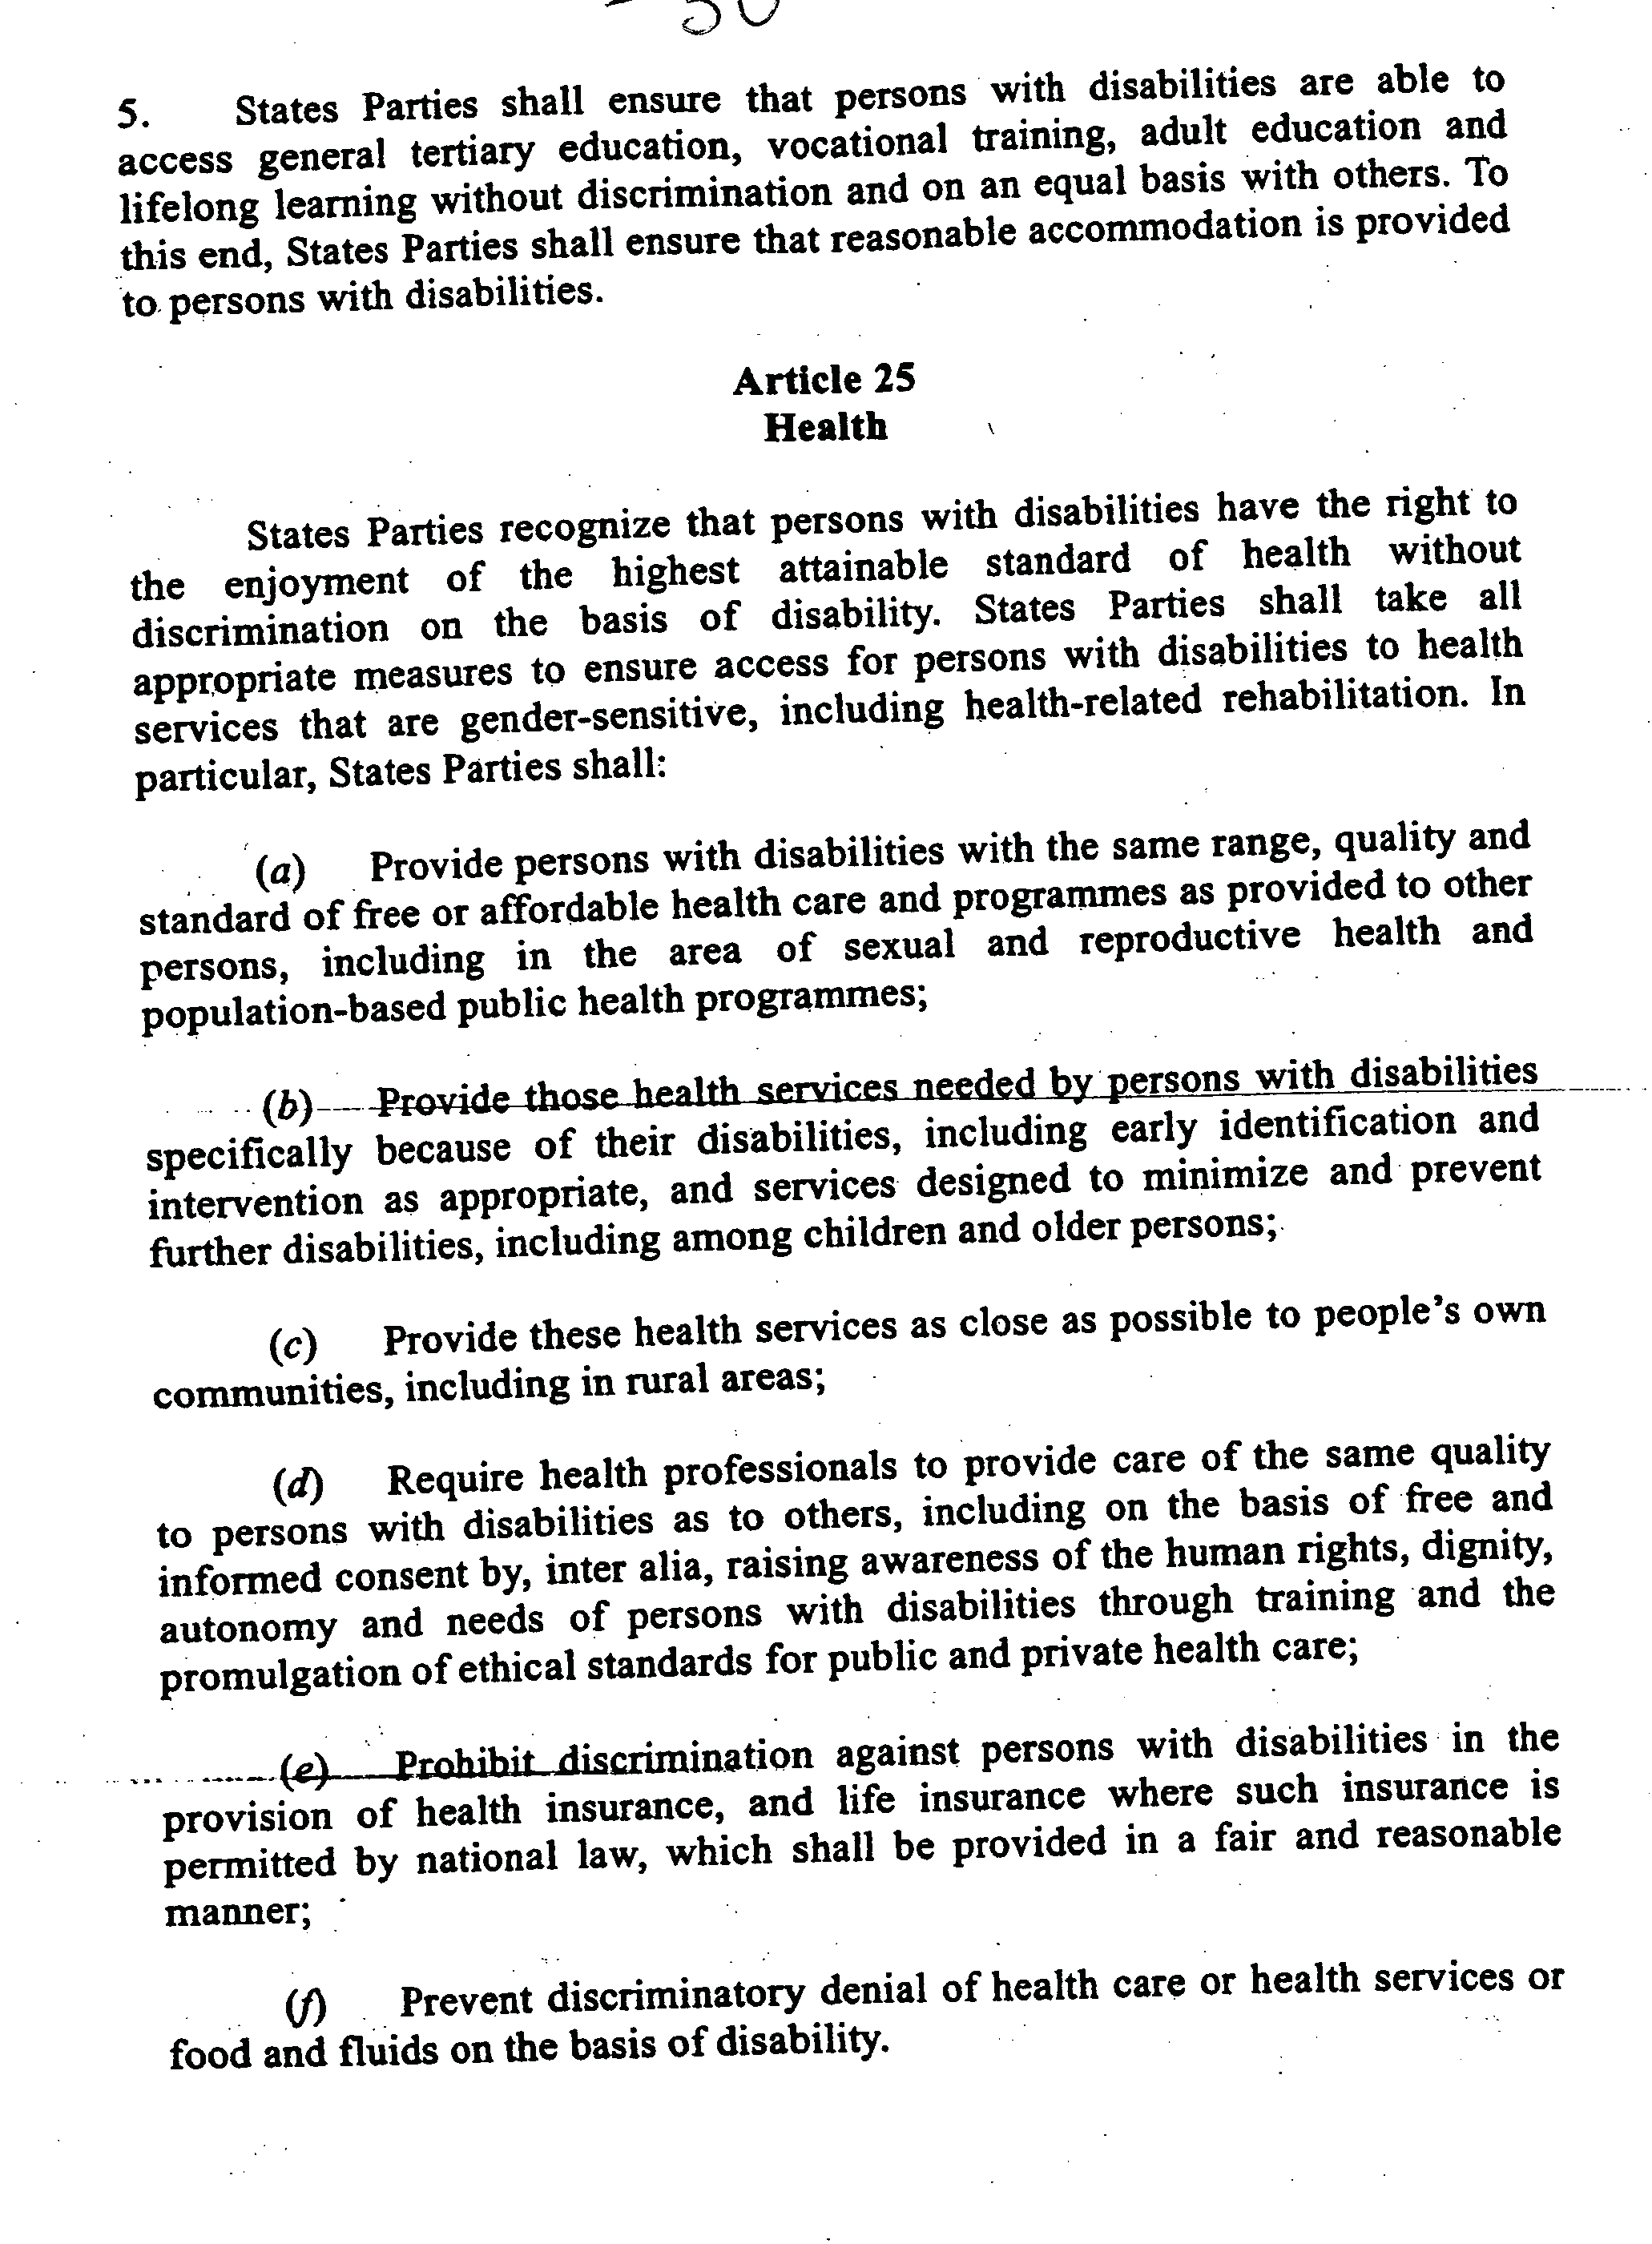 5. States Parties shall ensure that persons with disabilities are able to
access general tertiary education, vocational training, adult education and
lifelong learning without discrimination and on an equal basis with others. To
this end, States Parties shall ensure that reasonable accommodation is provided
to persons with disabilities.
Article 25
Health
States Parties recognize that persons with disabilities have the right to
the enjoyment of the highest attainable standard of health without
discrimination on the basis of disability. States Parties shall take all
appropriate measures to ensure access for persons with disabilities to health
services that are gender-sensitive, including health-related rehabilitation. In
particular, States Parties shall:
(a) Provide persons with disabilities with the same range, quality and
standard of free or affordable health care and programmes as provided to other
persons, including in the area of sexual and reproductive health and
population-based public health programmes;
(b) Provide those health services needed by persons with disabilities
specifically because of their disabilities, including early identification and
intervention as appropriate, and services designed to minimize and prevent
further disabilities, including among children and older persons;
(c) Provide these health services as close as possible to people's own
communities, including in rural areas;
(d) Require health professionals to provide care of the same quality
to persons with disabilities as to others, including on the basis of free and
informed consent by, inter alia, raising awareness of the human rights, dignity,
autonomy and needs of persons with disabilities through training and the
promulgation of ethical standards for public and private health care;
(e) Prohibit discrimination against persons with disabilities in the
provision of health insurance, and life insurance where such insurance is
permitted by national law, which shall be provided in a fair and reasonable
manner;
(f) Prevent discriminatory denial of health care or health services or
food and fluids on the basis of disability.